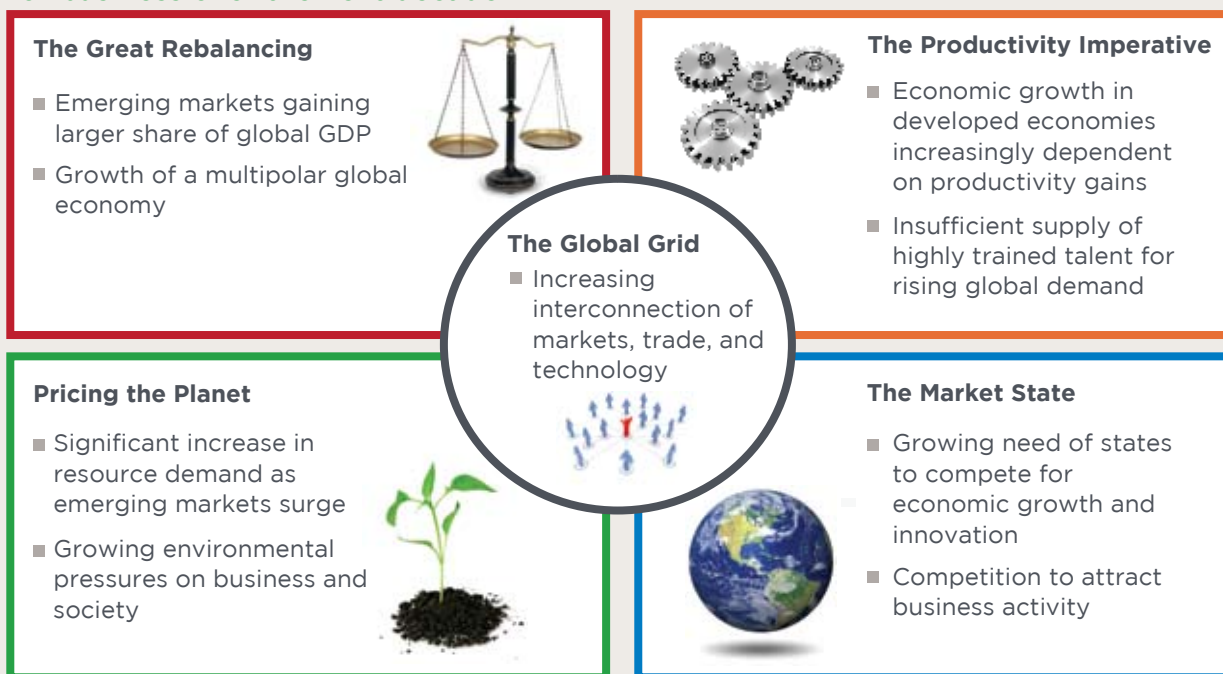 The Great Rebalancing
■ Emerging markets gaining
larger share of global GDP
■ Growth of a multipolar global
economy
The Productivity Imperative
■ Economic growth in
developed economies
increasingly dependent
on productivity gains
■ Insufficient supply of
highly trained talent for
rising global demand
The Global Grid
■ Increasing
interconnection of
markets, trade, and
technology
Pricing the Planet
■ Significant increase in
resource demand as
emerging markets surge
■ Growing environmental
pressures on business and
society
The Market State
■ Growing need of states
to compete for
economic growth and
innovation
■ Competition to attract
business activity